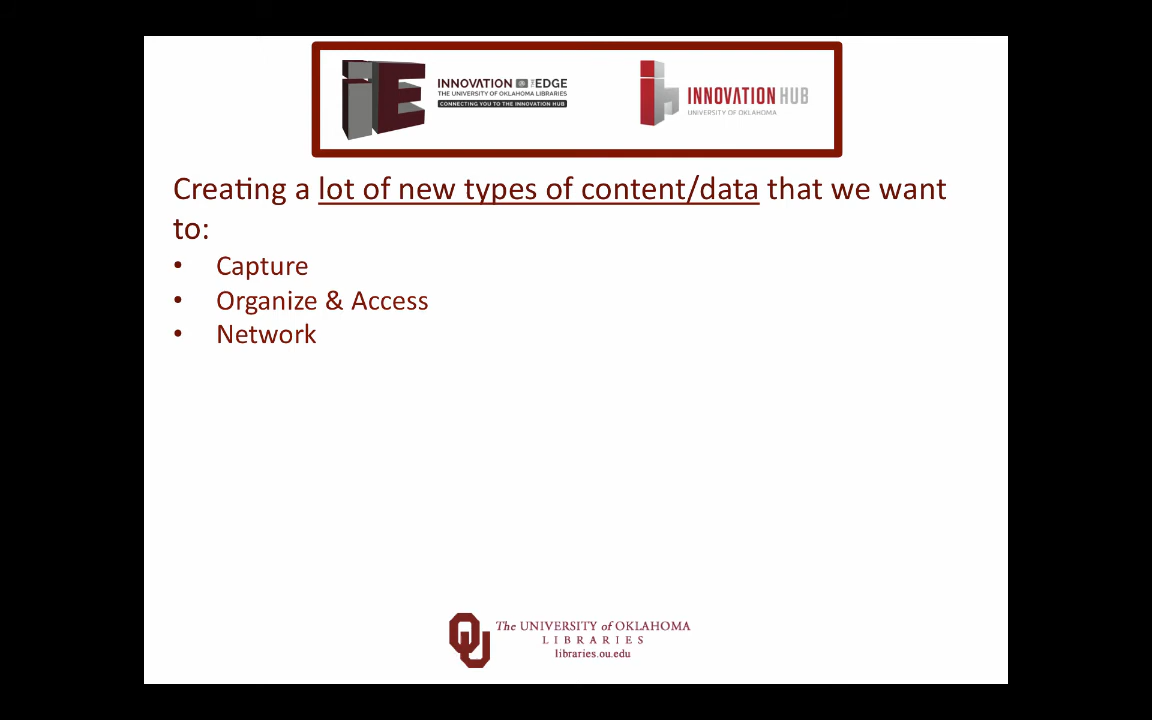 INNOVATION @ THE EDGE
THE UNIVERSITY OF OKLAHOMA LIBRARIES
CONNECTING YOU TO THE INNOVATION HUB
INNOVATION HUB
UNIVERSITY OF OKLAHOMA
Creating a lot of new types of content/data that we want
to:
• Capture
• Organize & Access
• Network
The UNIVERSITY of OKLAHOMA
LIBRARIES
libraries.ou.edu